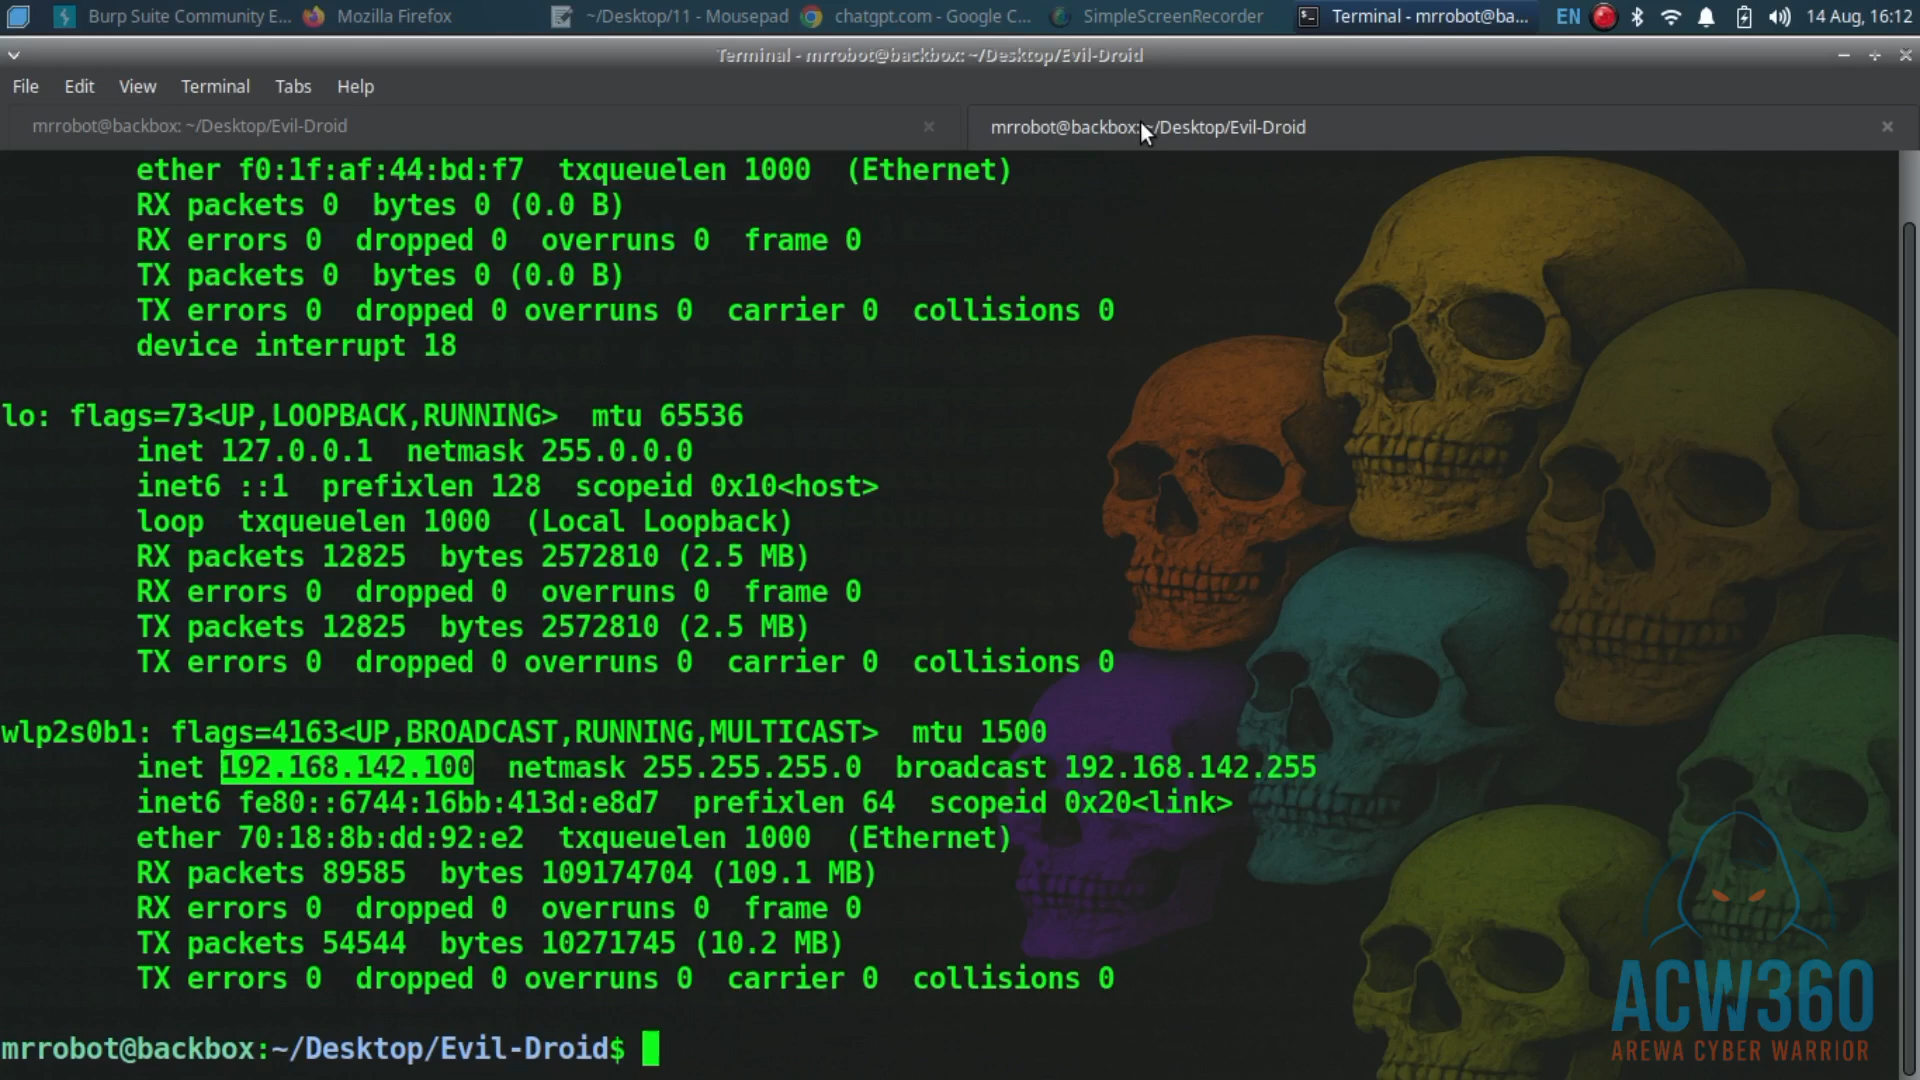 Burp Suite Community E...
Mozilla Firefox
~/Desktop/11 - Mousepad
chatgpt.com - Google C...
SimpleScreenRecorder
Terminal - mrrobot@ba...
EN
14 Aug, 16:12
Terminal - mrrobot@backbox: ~/Desktop/Evil-Droid
File Edit View Terminal Tabs Help
mrrobot@backbox: ~/Desktop/Evil-Droid
mrrobot@backbox: ~/Desktop/Evil-Droid
ether f0:1f:af:44:bd:f7  txqueuelen 1000  (Ethernet)
RX packets 0  bytes 0 (0.0 B)
RX errors 0  dropped 0  overruns 0  frame 0
TX packets 0  bytes 0 (0.0 B)
TX errors 0  dropped 0 overruns 0  carrier 0  collisions 0
device interrupt 18
lo: flags=73<UP,LOOPBACK,RUNNING>  mtu 65536
inet 127.0.0.1  netmask 255.0.0.0
inet6 ::1  prefixlen 128  scopeid 0x10<host>
loop  txqueuelen 1000  (Local Loopback)
RX packets 12825  bytes 2572810 (2.5 MB)
RX errors 0  dropped 0  overruns 0  frame 0
TX packets 12825  bytes 2572810 (2.5 MB)
TX errors 0  dropped 0 overruns 0  carrier 0  collisions 0
wlp2s0b1: flags=4163<UP,BROADCAST,RUNNING,MULTICAST>  mtu 1500
inet 192.168.142.100  netmask 255.255.255.0  broadcast 192.168.142.255
inet6 fe80::6744:16bb:413d:e8d7  prefixlen 64  scopeid 0x20<link>
ether 70:18:8b:dd:92:e2  txqueuelen 1000  (Ethernet)
RX packets 89585  bytes 109174704 (109.1 MB)
RX errors 0  dropped 0  overruns 0  frame 0
TX packets 54544  bytes 10271745 (10.2 MB)
TX errors 0  dropped 0 overruns 0  carrier 0  collisions 0
mrrobot@backbox:~/Desktop/Evil-Droid$
ACW360
AREWA CYBER WARRIOR